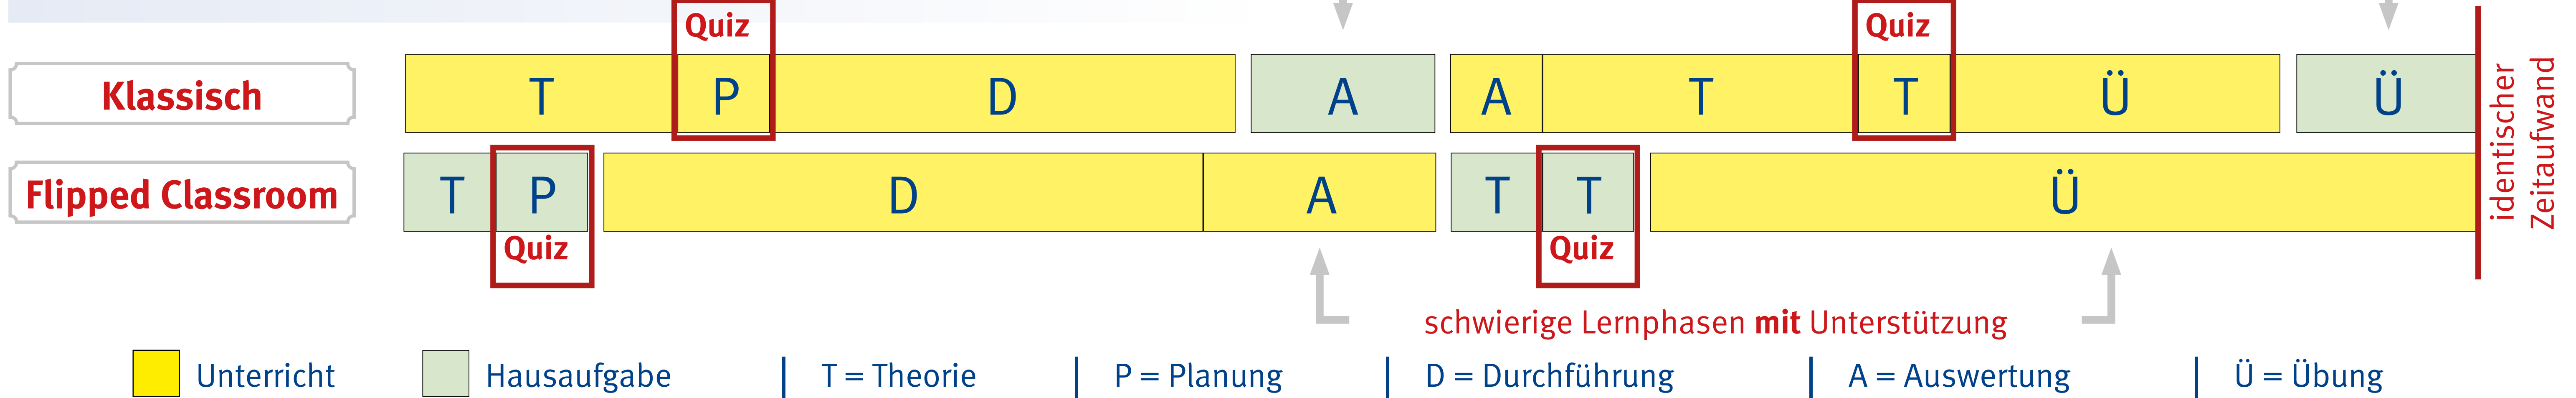 Quiz
Quiz
Klassisch
T P D A A T T Ü Ü
Flipped Classroom
T P D A T T Ü
Quiz
Quiz
identischer
Zeitaufwand
schwierige Lernphasen mit Unterstützung
Unterricht
Hausaufgabe
T = Theorie
P = Planung
D = Durchführung
A = Auswertung
Ü = Übung